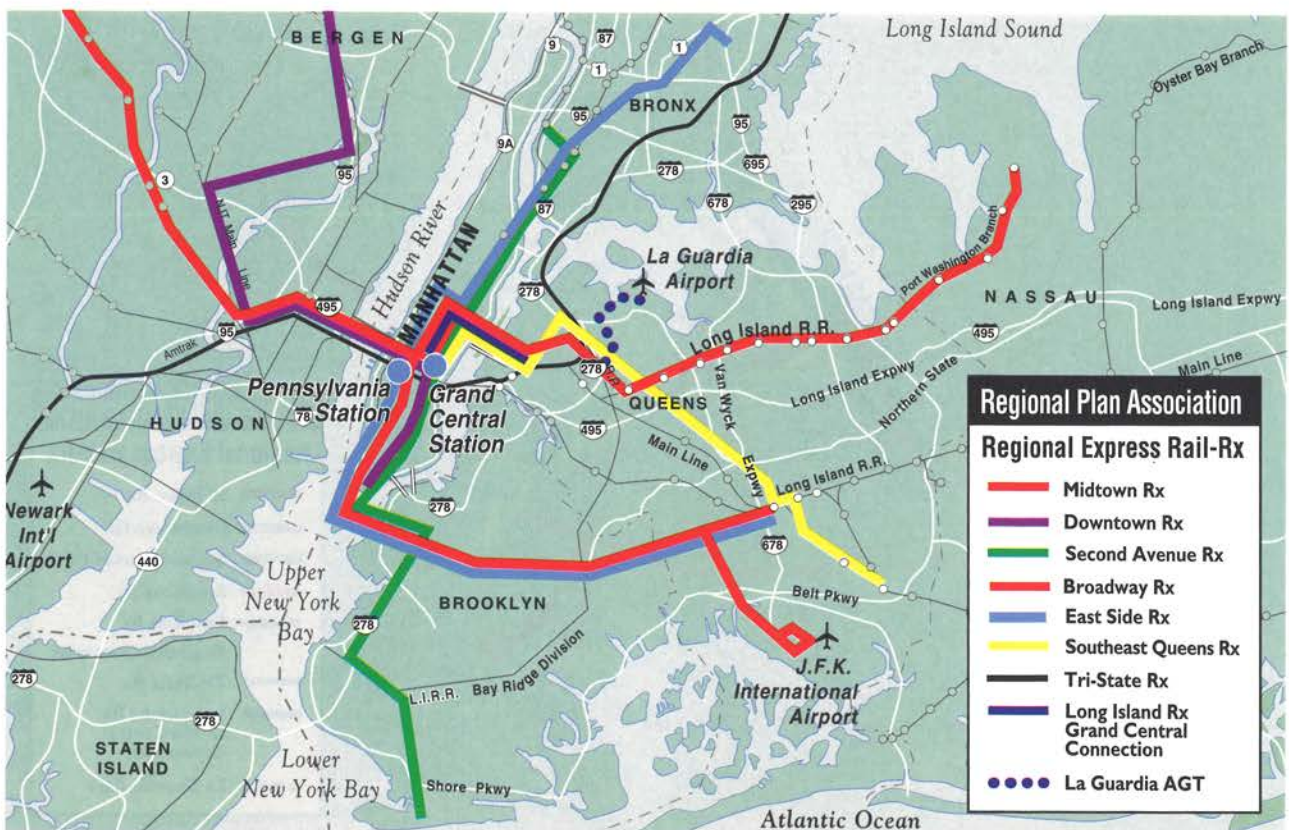 BERGEN
Long Island Sound
Oyster Bay Branch
87
9
1
1
95
BRONX
9A
95
278
695
3
95
678
295
87
NJT Main
Line
Hudson River
MANHATTAN
La Guardia
Airport
Port Washington Branch
NASSAU
Long Island Expwy
495
278
495
95
Long Island R.R.
Amtrak
278
Main Line
Pennsylvania
Station
Grand
Central
Station
QUEENS
Van Wyck
Expwy
Long Island Expwy
Northern State
HUDSON
78
495
Main Line
Long Island R.R.
Newark
Int'l
Airport
278
678
440
Upper
New York
Bay
BROOKLYN
Belt Pkwy
278
J.F.K.
International
Airport
L.I.R.R.
Bay Ridge Division
278
278
STATEN
ISLAND
Lower
New York Bay
Shore Pkwy
Atlantic Ocean
Regional Plan Association
Regional Express Rail-Rx
Midtown Rx
Downtown Rx
Second Avenue Rx
Broadway Rx
East Side Rx
Southeast Queens Rx
Tri-State Rx
Long Island Rx
Grand Central
Connection
La Guardia AGT